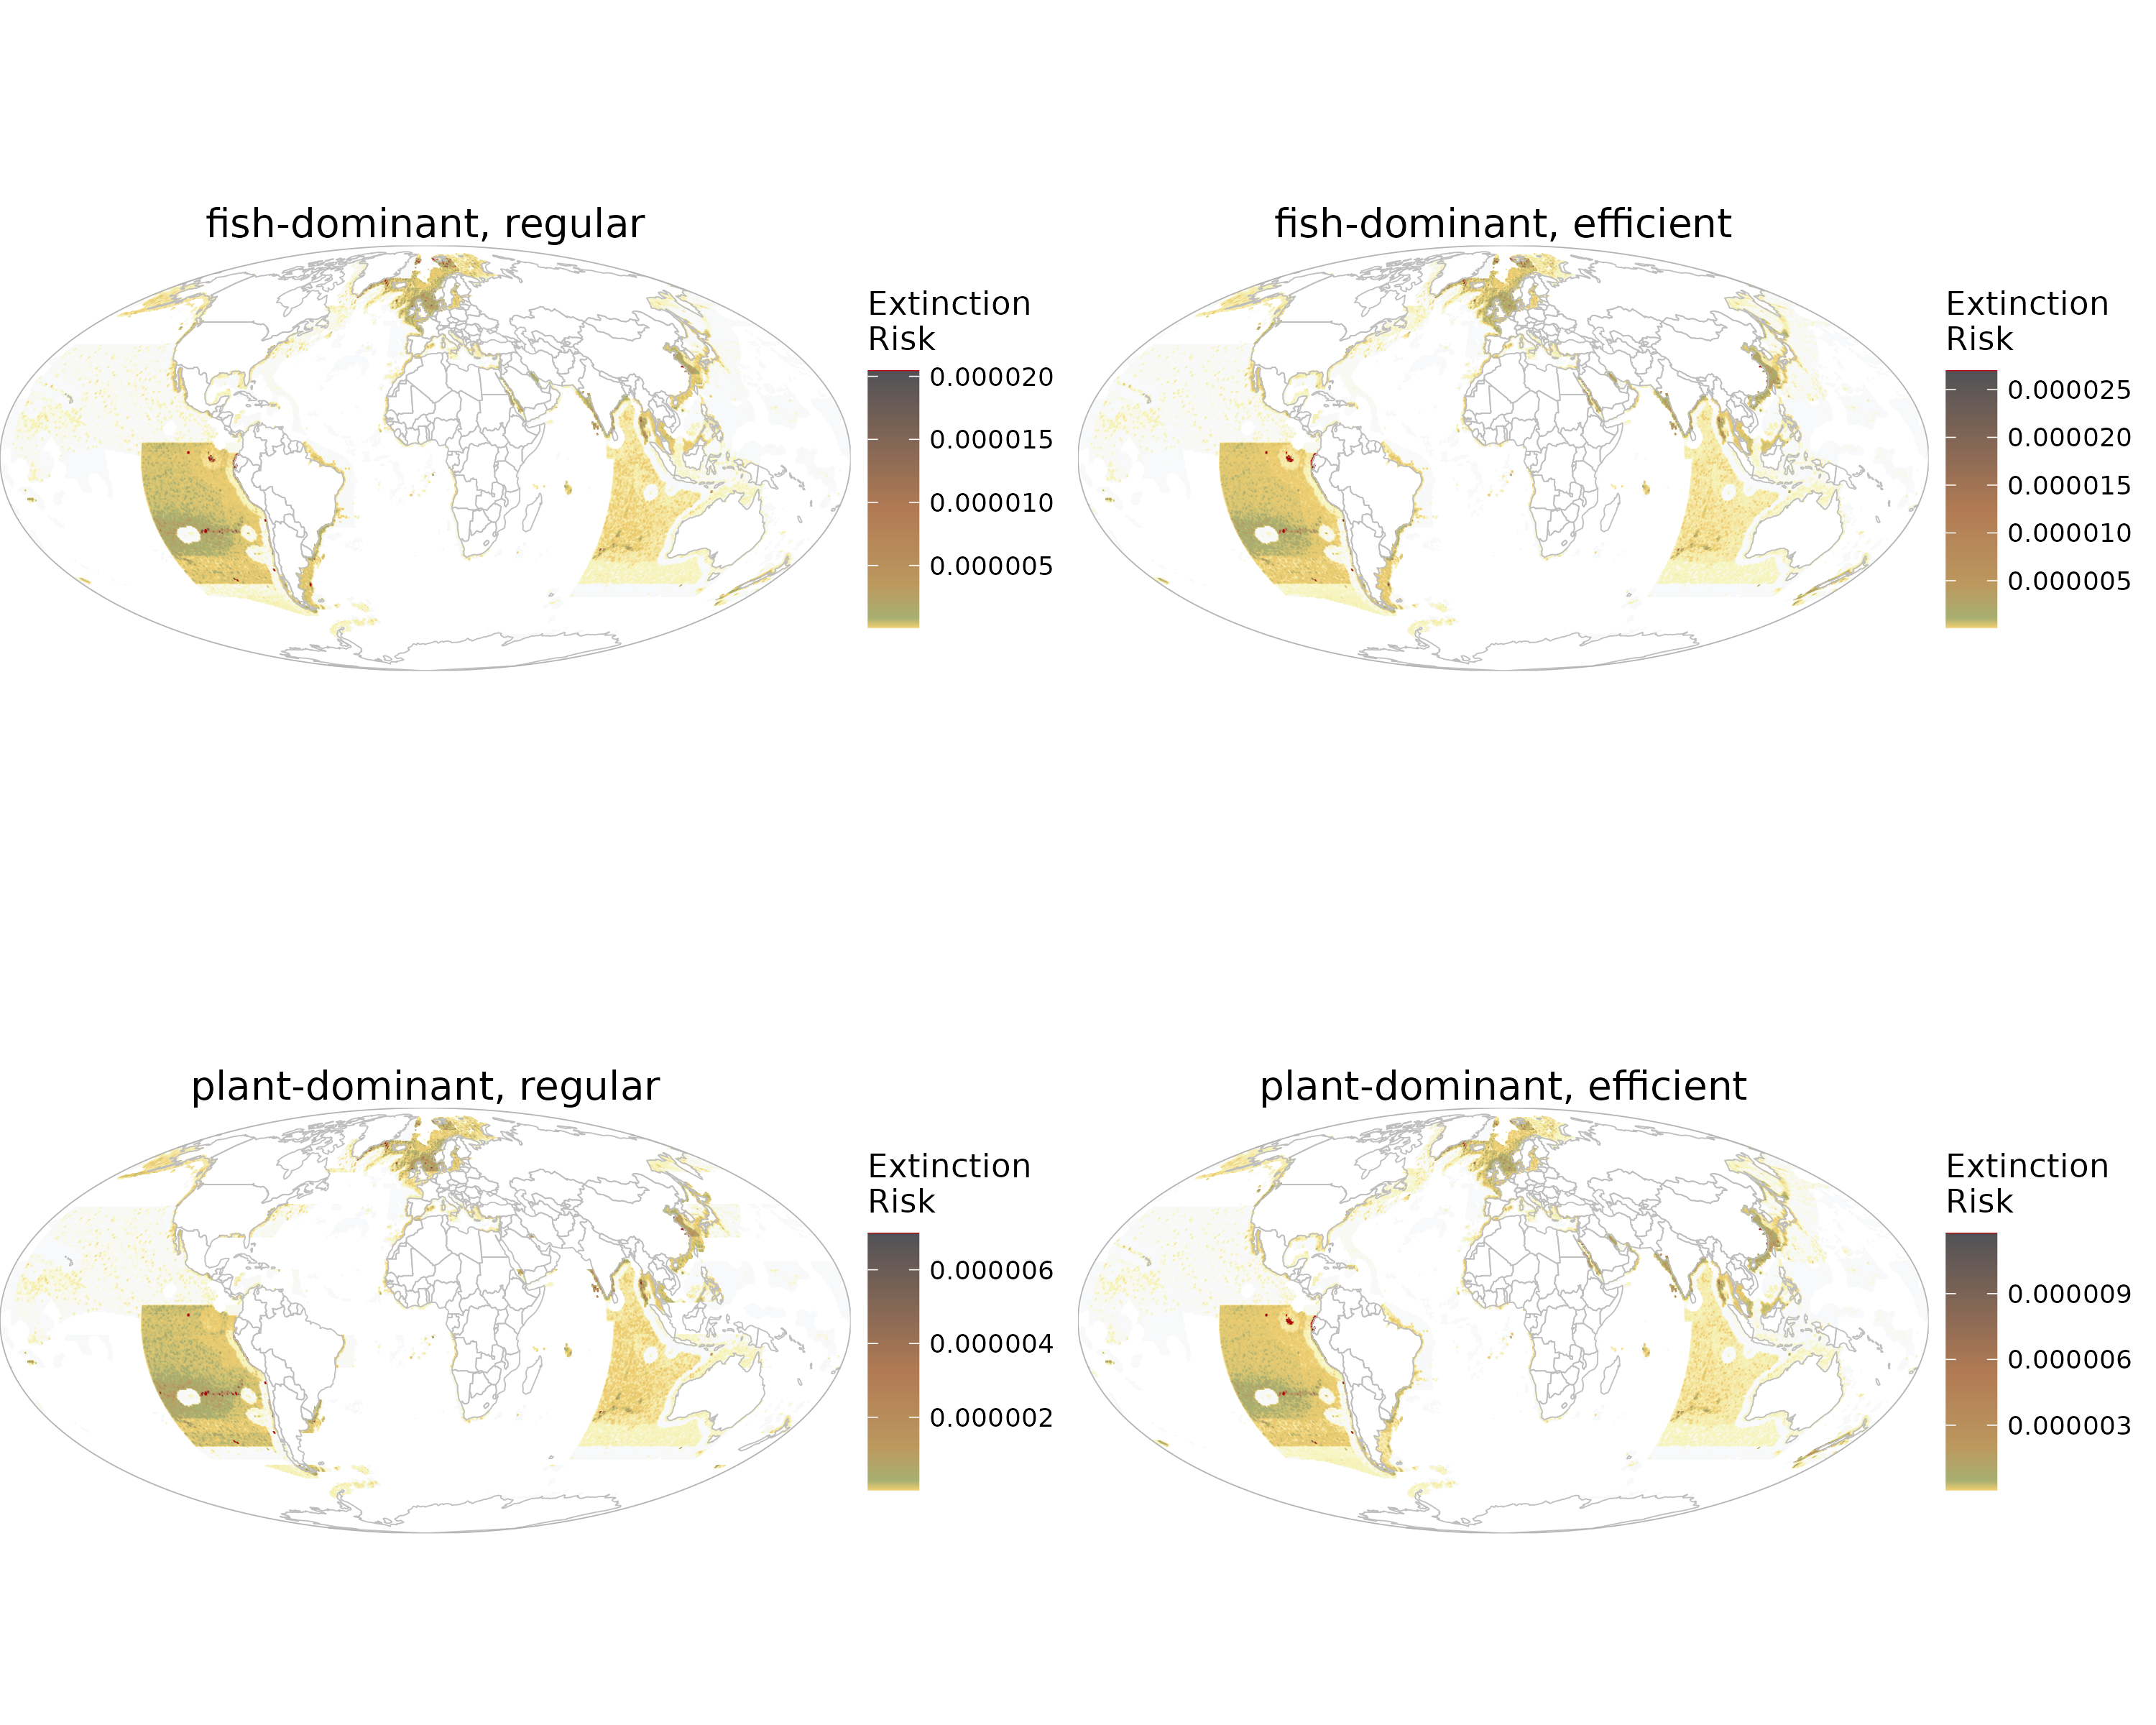 fish-dominant, regular
Extinction
Risk
0.000020
0.000015
0.000010
0.000005
fish-dominant, efficient
Extinction
Risk
0.000025
0.000020
0.000015
0.000010
0.000005
plant-dominant, regular
Extinction
Risk
0.000006
0.000004
0.000002
plant-dominant, efficient
Extinction
Risk
0.000009
0.000006
0.000003